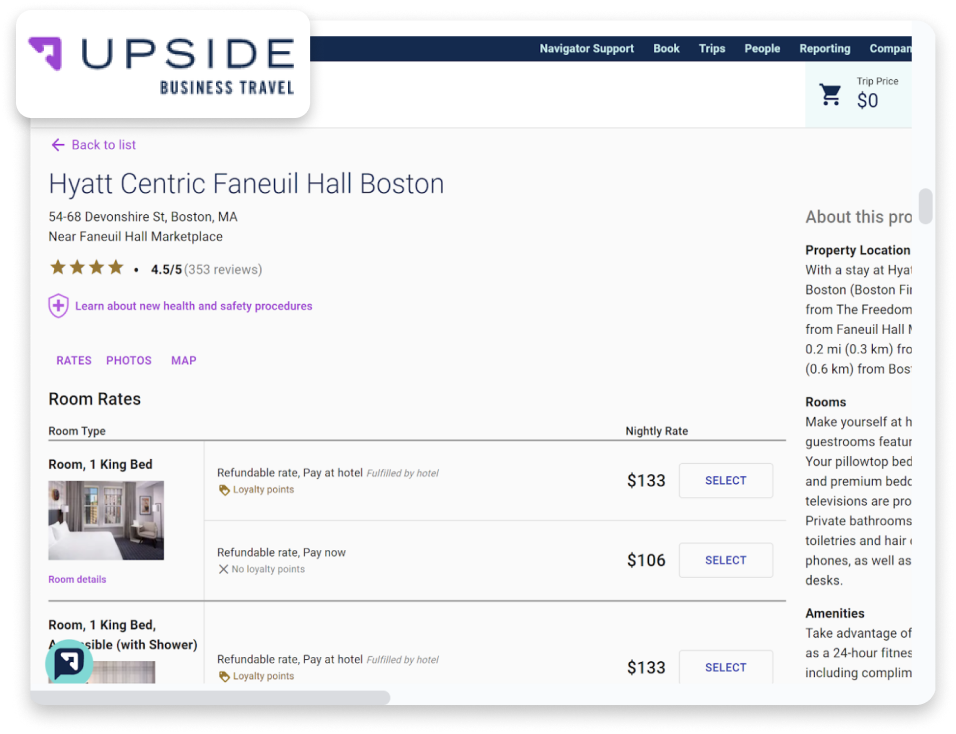 UPSIDE
BUSINESS TRAVEL
Navigator Support Book Trips People Reporting Compan
Trip Price
$0
Back to list
Hyatt Centric Faneuil Hall Boston
54-68 Devonshire St, Boston, MA
Near Faneuil Hall Marketplace
4.5/5 (353 reviews)
Learn about new health and safety procedures
RATES PHOTOS MAP
Room Rates
Room Type Nightly Rate
Room, 1 King Bed
Refundable rate, Pay at hotel Fulfilled by hotel
Loyalty points
$133 SELECT
Refundable rate, Pay now
No loyalty points
$106 SELECT
Room details
Room, 1 King Bed,
Accessible (with Shower)
Refundable rate, Pay at hotel Fulfilled by hotel
Loyalty points
$133 SELECT
About this pro
Property Location
With a stay at Hyat
Boston (Boston Fin
from The Freedom
from Faneuil Hall M
0.2 mi (0.3 km) fro
(0.6 km) from Bost
Rooms
Make yourself at h
guestrooms featur
Your pillowtop bed
and premium bedd
televisions are pro
Private bathrooms
toiletries and hair
phones, as well as
desks.
Amenities
Take advantage of
as a 24-hour fitnes
including complim